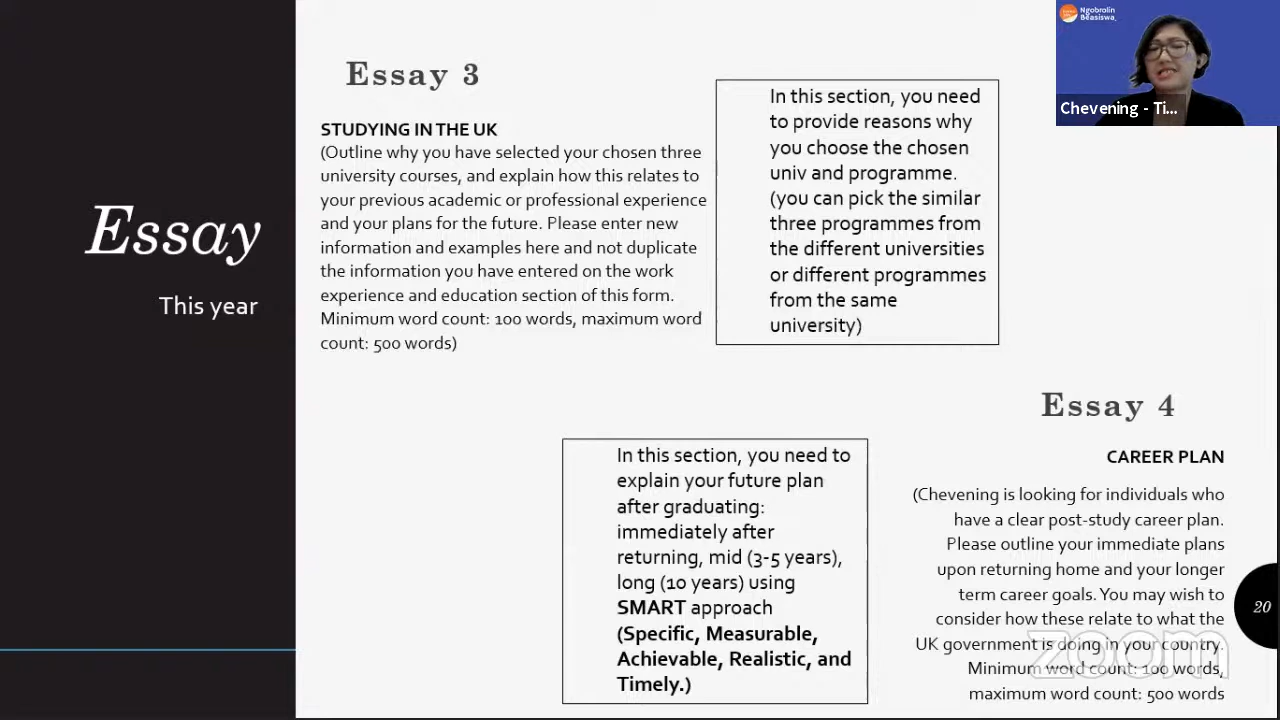 Essay
This year
Essay 3
STUDYING IN THE UK
(Outline why you have selected your chosen three
university courses, and explain how this relates to
your previous academic or professional experience
and your plans for the future. Please enter new
information and examples here and not duplicate
the information you have entered on the work
experience and education section of this form.
Minimum word count: 100 words, maximum word
count: 500 words)
In this section, you need
to provide reasons why
you choose the chosen
univ and programme.
(you can pick the similar
three programmes from
the different universities
or different programmes
from the same
university)
Ngobrolin
Beasiswa
Chevening - Ti...
In this section, you need to
explain your future plan
after graduating:
immediately after
returning, mid (3-5 years),
long (10 years) using
SMART approach
(Specific, Measurable,
Achievable, Realistic, and
Timely.)
Essay 4
CAREER PLAN
(Chevening is looking for individuals who
have a clear post-study career plan.
Please outline your immediate plans
upon returning home and your longer
term career goals. You may wish to
consider how these relate to what the
UK government is doing in your country.
Minimum word count: 100 words,
maximum word count: 500 words
20
zoom